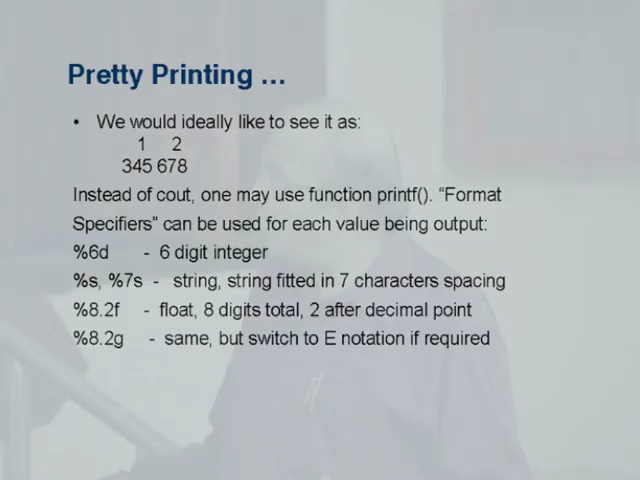 Pretty Printing ...
• We would ideally like to see it as:
1 2
345 678
Instead of cout, one may use function printf(). “Format
Specifiers” can be used for each value being output:
%6d - 6 digit integer
%s, %7s - string, string fitted in 7 characters spacing
%8.2f - float, 8 digits total, 2 after decimal point
%8.2g - same, but switch to E notation if required